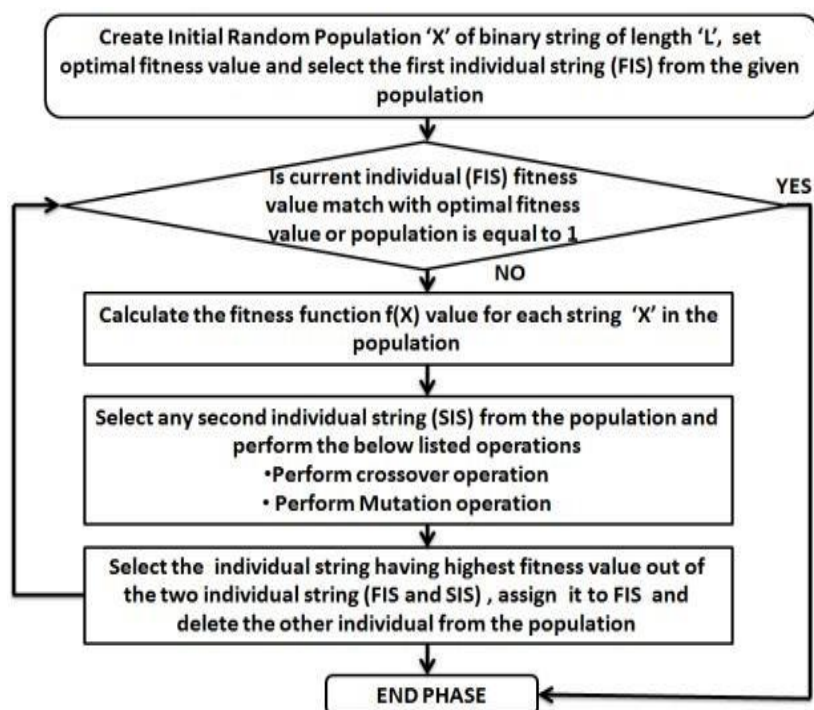 Create Initial Random Population ‘X’ of binary string of length ‘L’, set
optimal fitness value and select the first individual string (FIS) from the given
population
Is current individual (FIS) fitness
value match with optimal fitness
value or population is equal to 1
YES
NO
Calculate the fitness function f(X) value for each string ‘X’ in the
population
Select any second individual string (SIS) from the population and
perform the below listed operations
•Perform crossover operation
• Perform Mutation operation
Select the individual string having highest fitness value out of
the two individual string (FIS and SIS) , assign it to FIS and
delete the other individual from the population
END PHASE